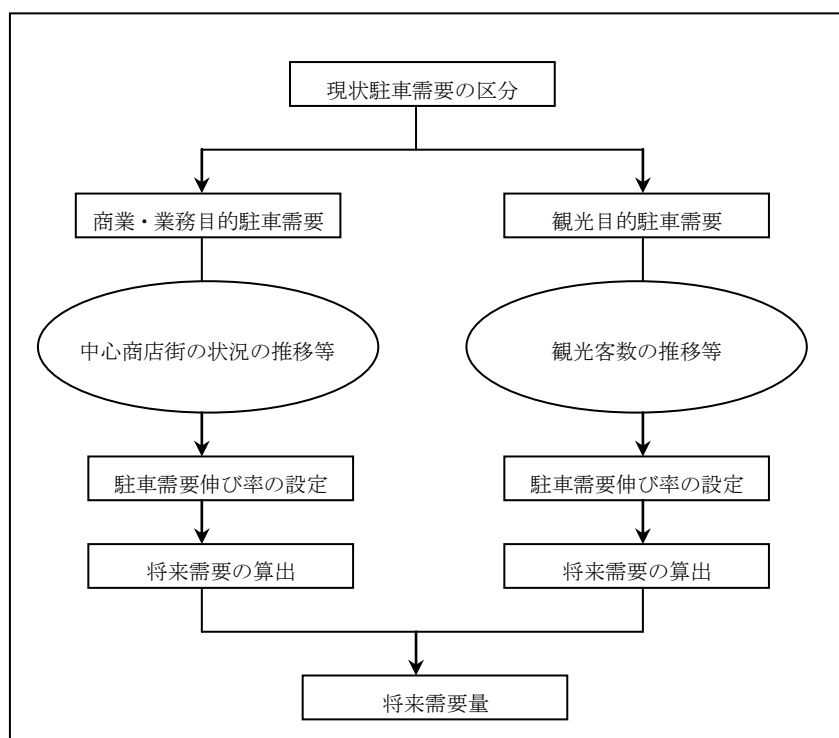 現状駐車需要の区分
商業・業務目的駐車需要
観光目的駐車需要
中心商店街の状況の推移等
観光客数の推移等
駐車需要伸び率の設定
駐車需要伸び率の設定
将来需要の算出
将来需要の算出
将来需要量